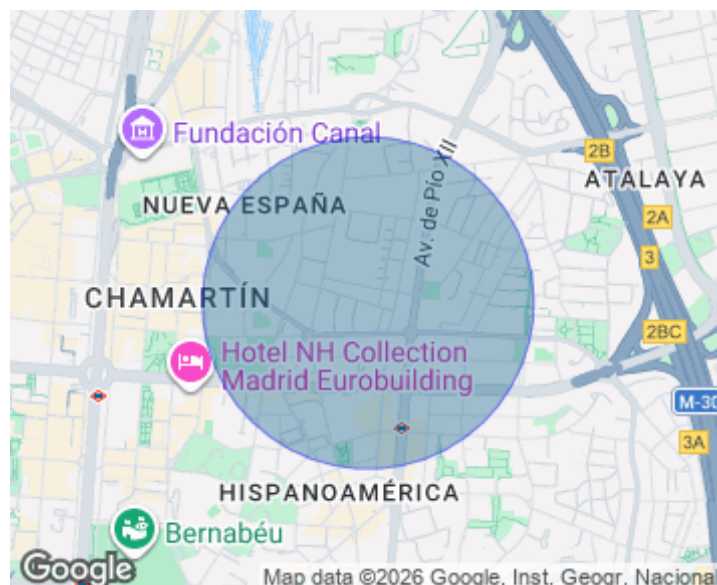 Fundación Canal
Av. de Pío XII
2B
ATALAYA
NUEVA ESPAÑA
2A
3
CHAMARTÍN
2BC
Hotel NH Collection
Madrid Eurobuilding
M-30
3A
HISPANOAMÉRICA
Bernabéu
Google
Map data ©2026 Google, Inst. Geogr. Naciona